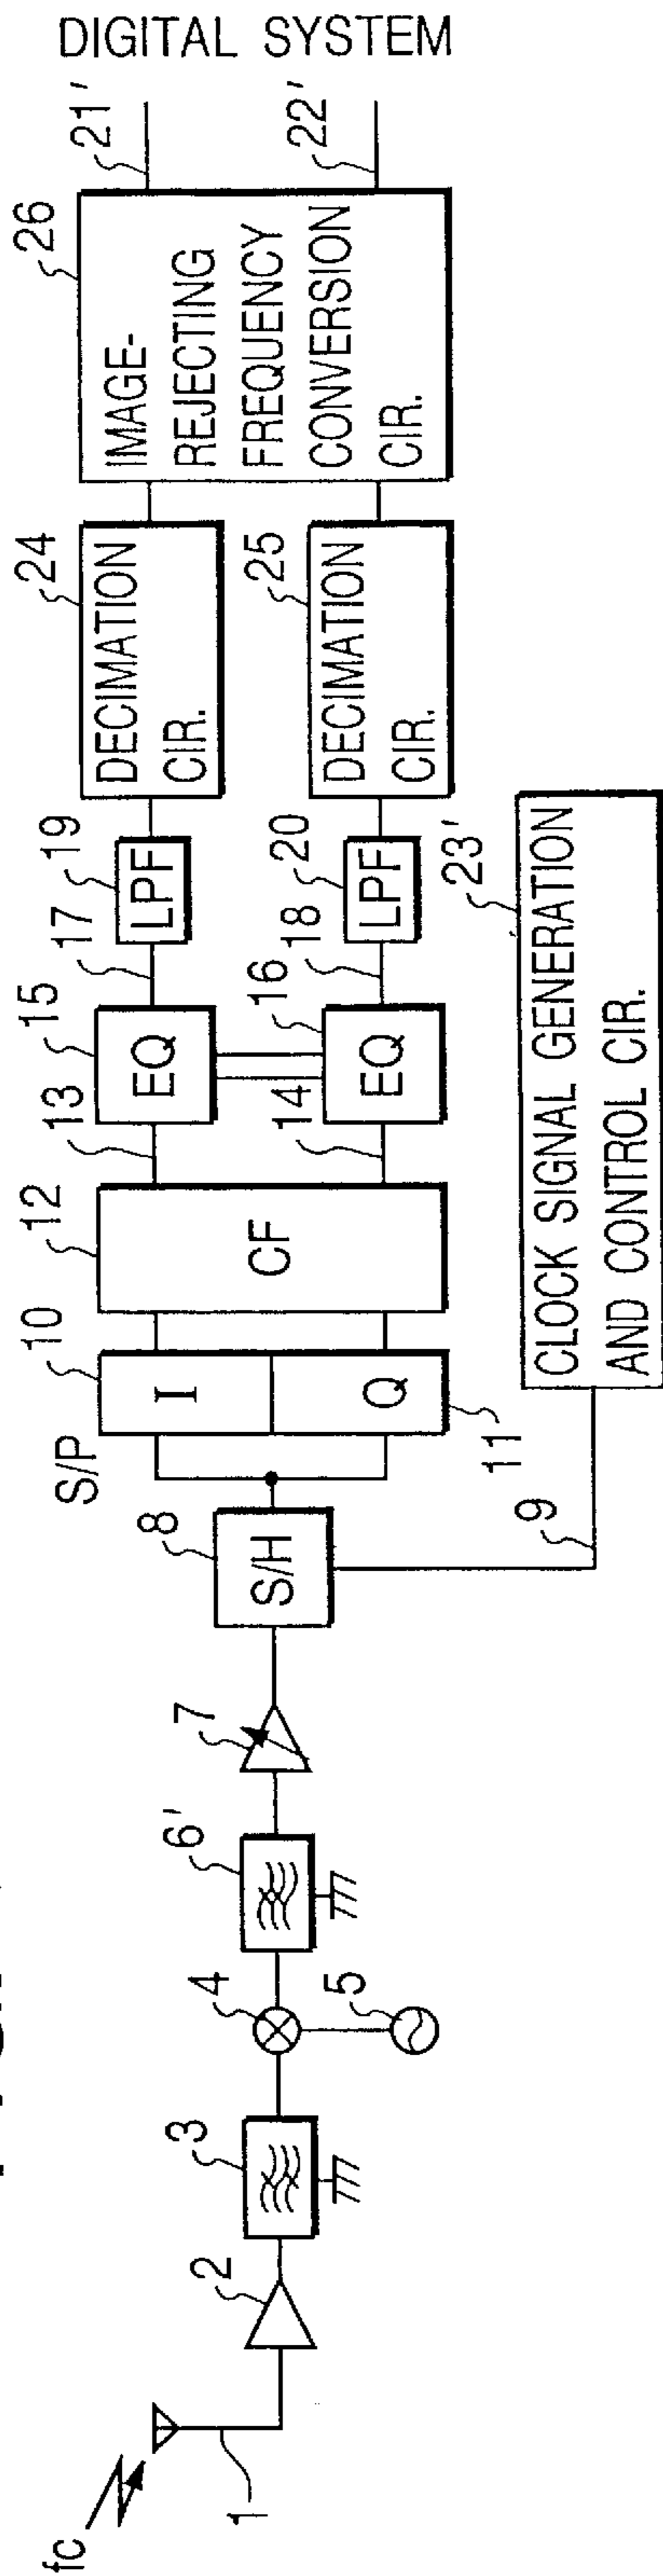 fc
1
2
3
4
5
6'
7
8
S/H
9
S/P
10
I
Q
11
12
CF
13
14
15
EQ
16
EQ
17
18
19
LPF
20
LPF
24
DECIMATION
CIR.
25
DECIMATION
CIR.
26
IMAGE-
REJECTING
FREQUENCY
CONVERSION
CIR.
21'
22'
DIGITAL SYSTEM
23'
CLOCK SIGNAL GENERATION
AND CONTROL CIR.